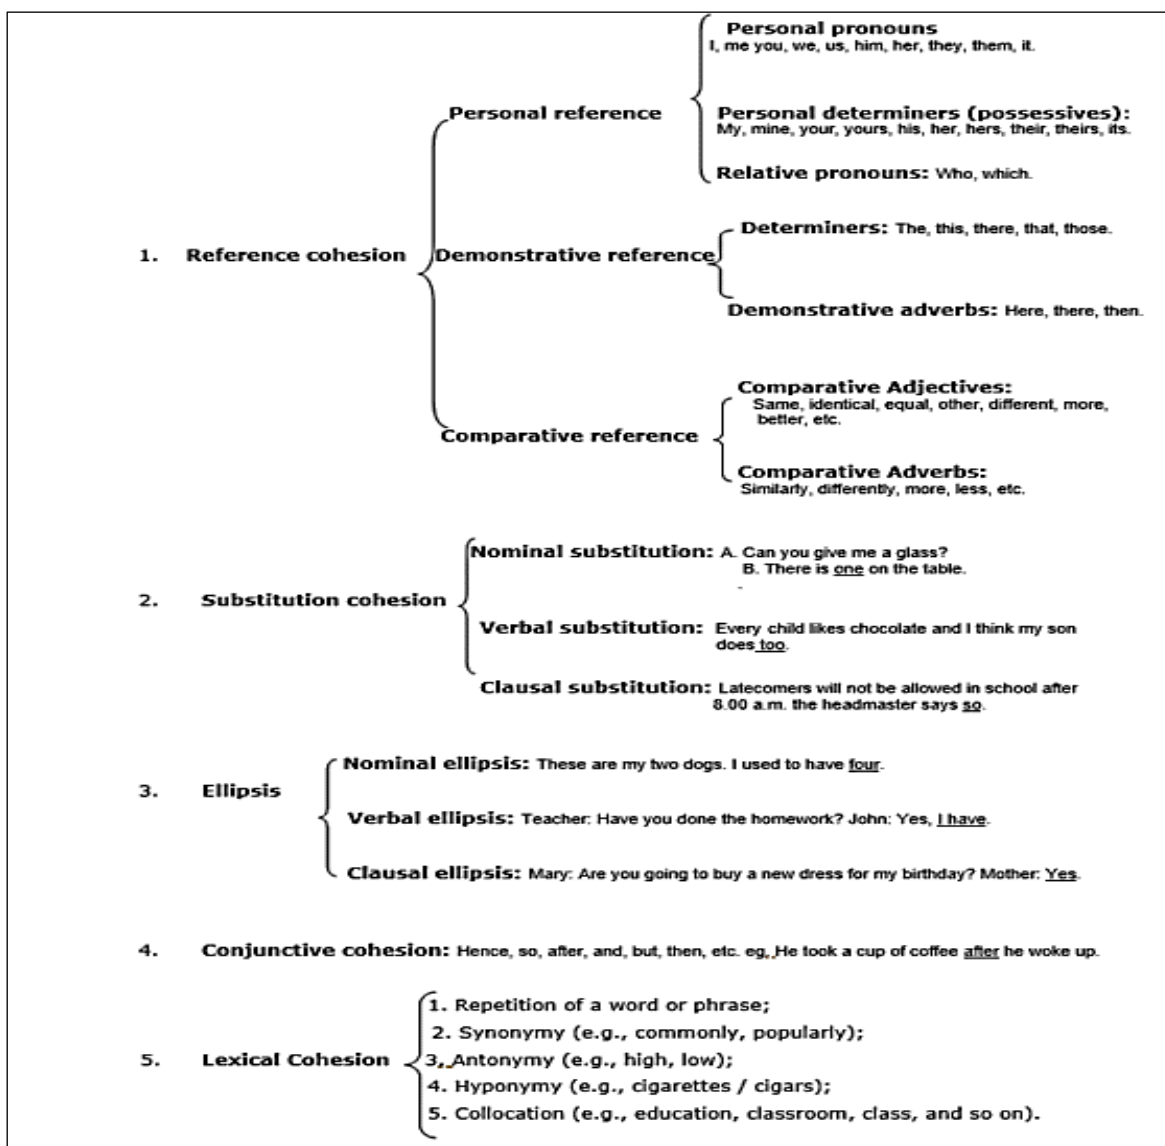 Personal pronouns
I, me you, we, us, him, her, they, them, it.
Personal reference
Personal determiners (possessives):
My, mine, your, yours, his, her, hers, their, theirs, its.
Relative pronouns: Who, which.
1. Reference cohesion
Demonstrative reference
Determiners: The, this, there, that, those.
Demonstrative adverbs: Here, there, then.
Comparative reference
Comparative Adjectives:
Same, identical, equal, other, different, more,
better, etc.
Comparative Adverbs:
Similarly, differently, more, less, etc.
2. Substitution cohesion
Nominal substitution: A. Can you give me a glass?
B. There is one on the table.
Verbal substitution: Every child likes chocolate and I think my son
does too.
Clausal substitution: Latecomers will not be allowed in school after
8.00 a.m. the headmaster says so.
3. Ellipsis
Nominal ellipsis: These are my two dogs. I used to have four.
Verbal ellipsis: Teacher: Have you done the homework? John: Yes, I have.
Clausal ellipsis: Mary: Are you going to buy a new dress for my birthday? Mother: Yes.
4. Conjunctive cohesion: Hence, so, after, and, but, then, etc. eg, He took a cup of coffee after he woke up.
5. Lexical Cohesion
1. Repetition of a word or phrase;
2. Synonymy (e.g., commonly, popularly);
3, Antonymy (e.g., high, low);
4. Hyponymy (e.g., cigarettes / cigars);
5. Collocation (e.g., education, classroom, class, and so on).